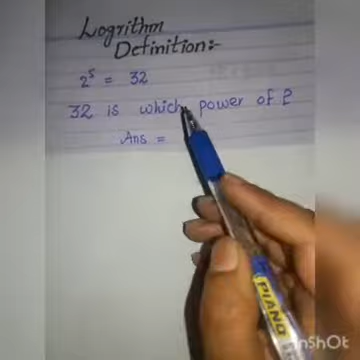 Logrithm
Definition:-
2⁵ = 32
32 is which power of 2
Ans =
PIANO
InShOt